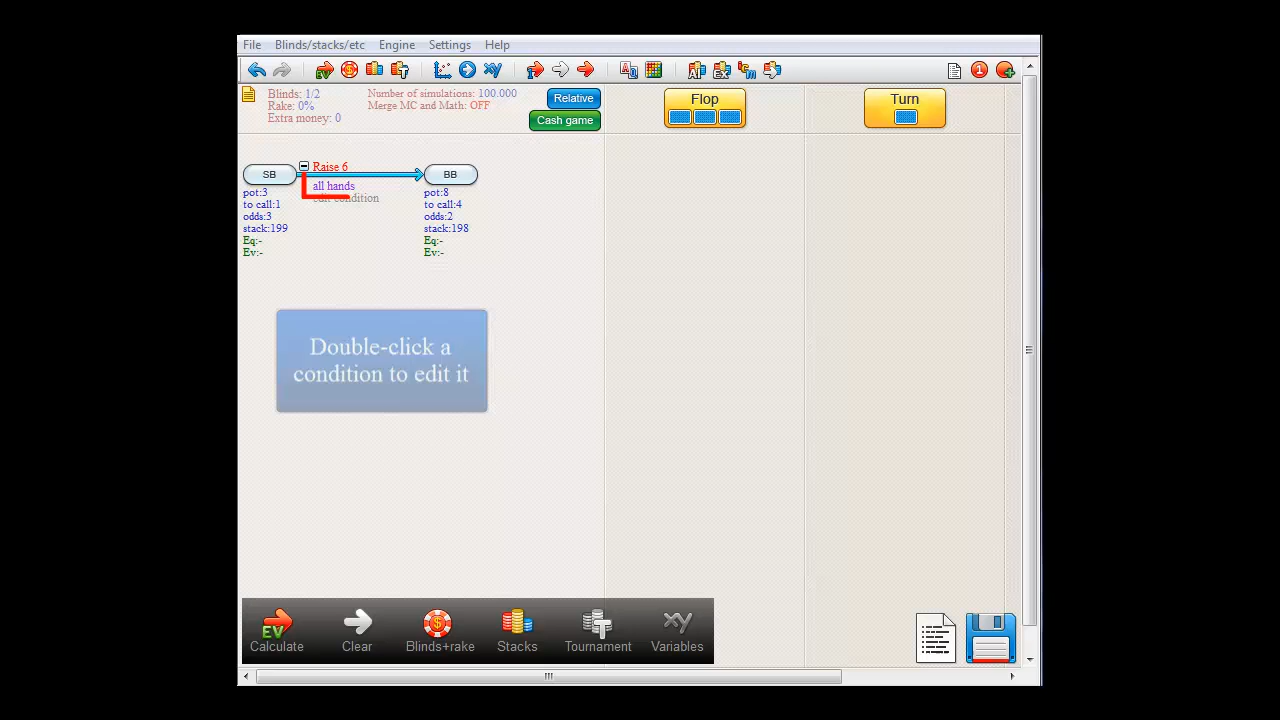 File Blinds/stacks/etc Engine Settings Help
Blinds: 1/2
Rake: 0%
Extra money: 0
Number of simulations: 100.000
Merge MC and Math: OFF
Relative
Cash game
Flop
Turn
SB
Raise 6
BB
all hands
edit condition
pot:3
to call:1
odds:3
stack:199
Eq:-
Ev:-
pot:8
to call:4
odds:2
stack:198
Eq:-
Ev:-
Double-click a
condition to edit it
EV
Calculate Clear Blinds+rake Stacks Tournament Variables